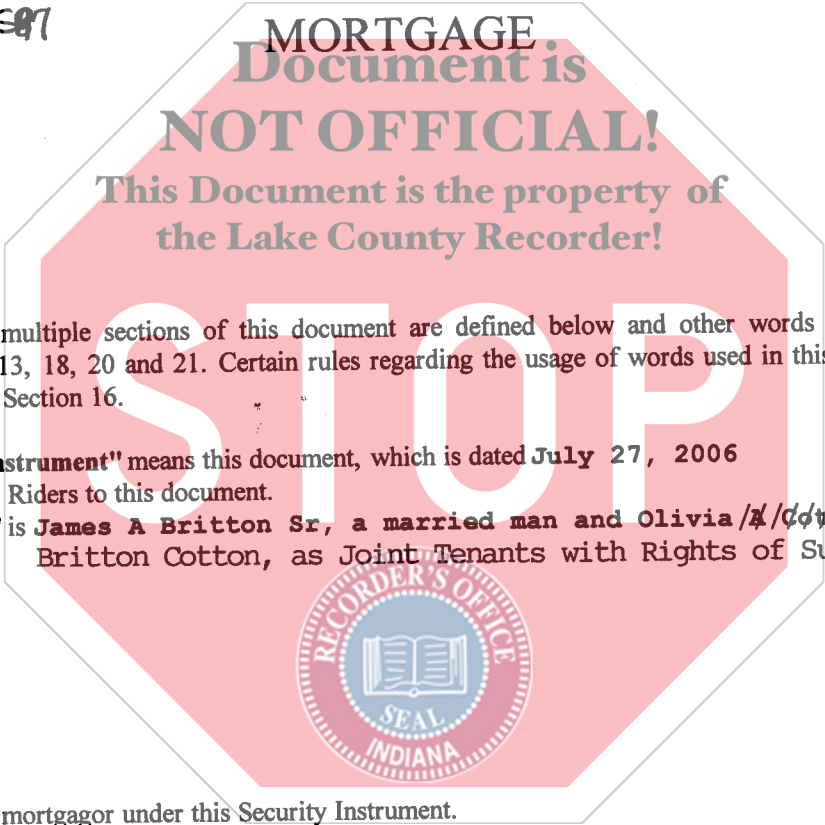 MORTGAGE
Document is
NOT OFFICIAL!
This Document is the property of
the Lake County Recorder!
STOP
multiple sections of this document are defined below and other words
13, 18, 20 and 21. Certain rules regarding the usage of words used in this
Section 16.
strument" means this document, which is dated July 27, 2006
Riders to this document.
is James A Britton Sr, a married man and Olivia
Britton Cotton, as Joint Tenants with Rights of Su
RECORDER'S OFFICE
SEAL
INDIANA
mortgagor under this Security Instrument.